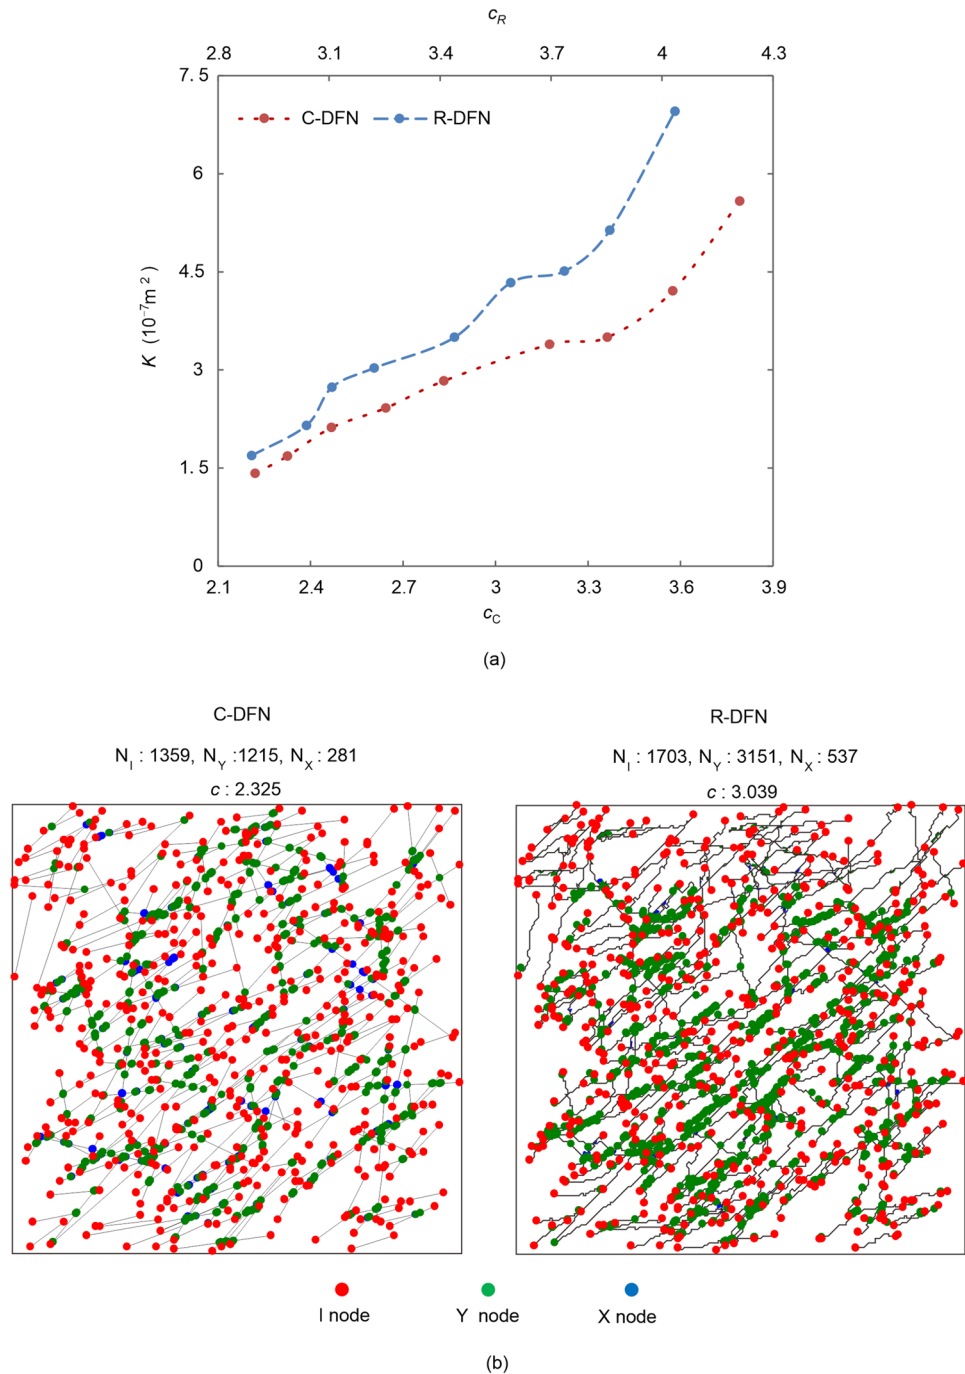 c_R
2.8 3.1 3.4 3.7 4 4.3
7.5
C-DFN R-DFN
6
4.5
K (10⁻⁷m²)
3
1.5
0
2.1 2.4 2.7 3 3.3 3.6 3.9
c_C
(a)
C-DFN R-DFN
N_I : 1359, N_Y :1215, N_X : 281 N_I : 1703, N_Y : 3151, N_X : 537
c : 2.325 c : 3.039
I node Y node X node
(b)